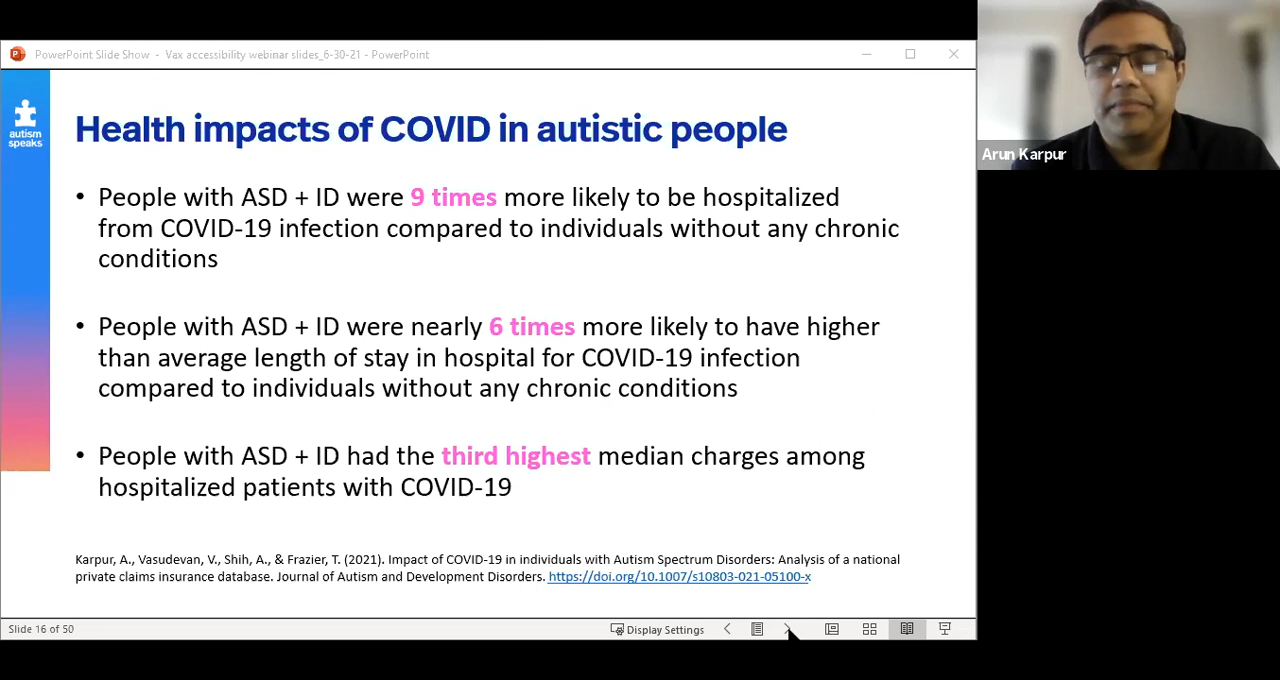 PowerPoint Slide Show - Vax accessibility webinar slides_6-30-21 - PowerPoint
autism
speaks
Health impacts of COVID in autistic people
• People with ASD + ID were 9 times more likely to be hospitalized
from COVID-19 infection compared to individuals without any chronic
conditions
• People with ASD + ID were nearly 6 times more likely to have higher
than average length of stay in hospital for COVID-19 infection
compared to individuals without any chronic conditions
• People with ASD + ID had the third highest median charges among
hospitalized patients with COVID-19
Karpur, A., Vasudevan, V., Shih, A., & Frazier, T. (2021). Impact of COVID-19 in individuals with Autism Spectrum Disorders: Analysis of a national
private claims insurance database. Journal of Autism and Development Disorders. https://doi.org/10.1007/s10803-021-05100-x
Slide 16 of 50
Display Settings
Arun Karpur